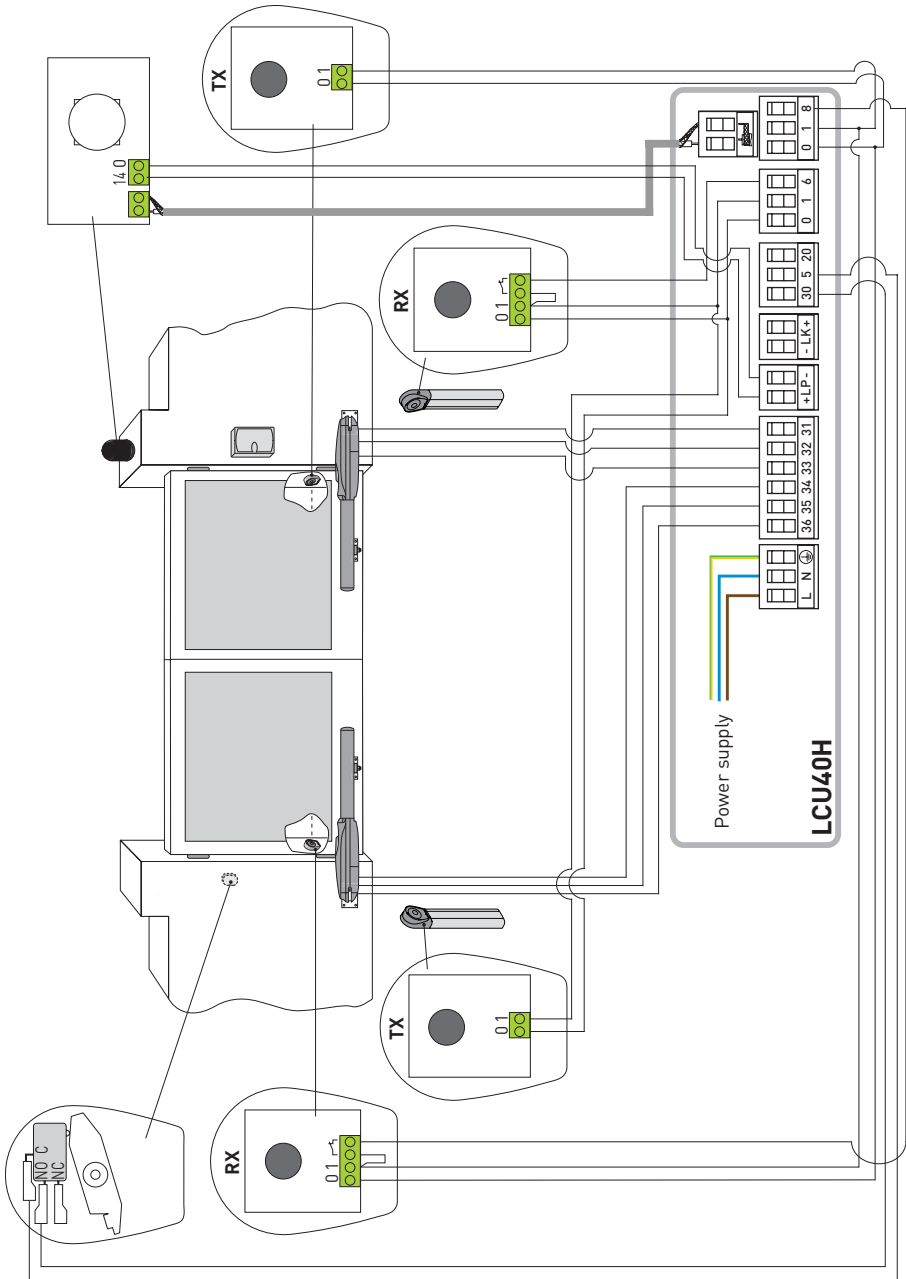 14 0
TX
0 1
RX
0 1
TX
0 1
RX
0 1
NO C
NC
L N
36 35 34 33 32 31
+LP-
- LK+
30 5 20
0 1 6
0 1 8
Power supply
LCU40H